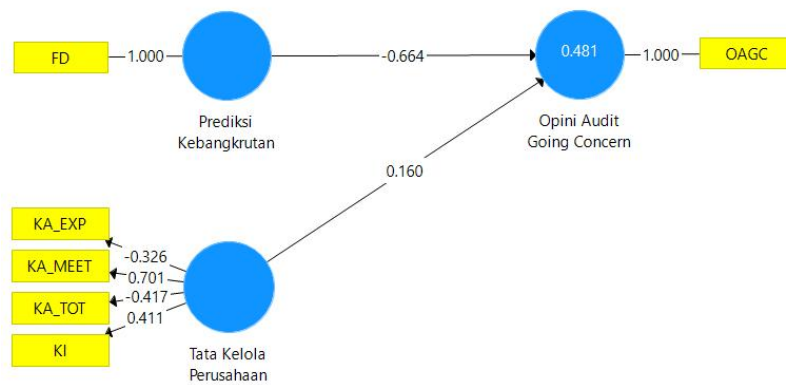 FD
1.000
-0.664
0.481
1.000
OAGC
Prediksi
Kebangkrutan
Opini Audit
Going Concern
0.160
KA_EXP
-0.326
KA_MEET
0.701
KA_TOT
-0.417
0.411
KI
Tata Kelola
Perusahaan